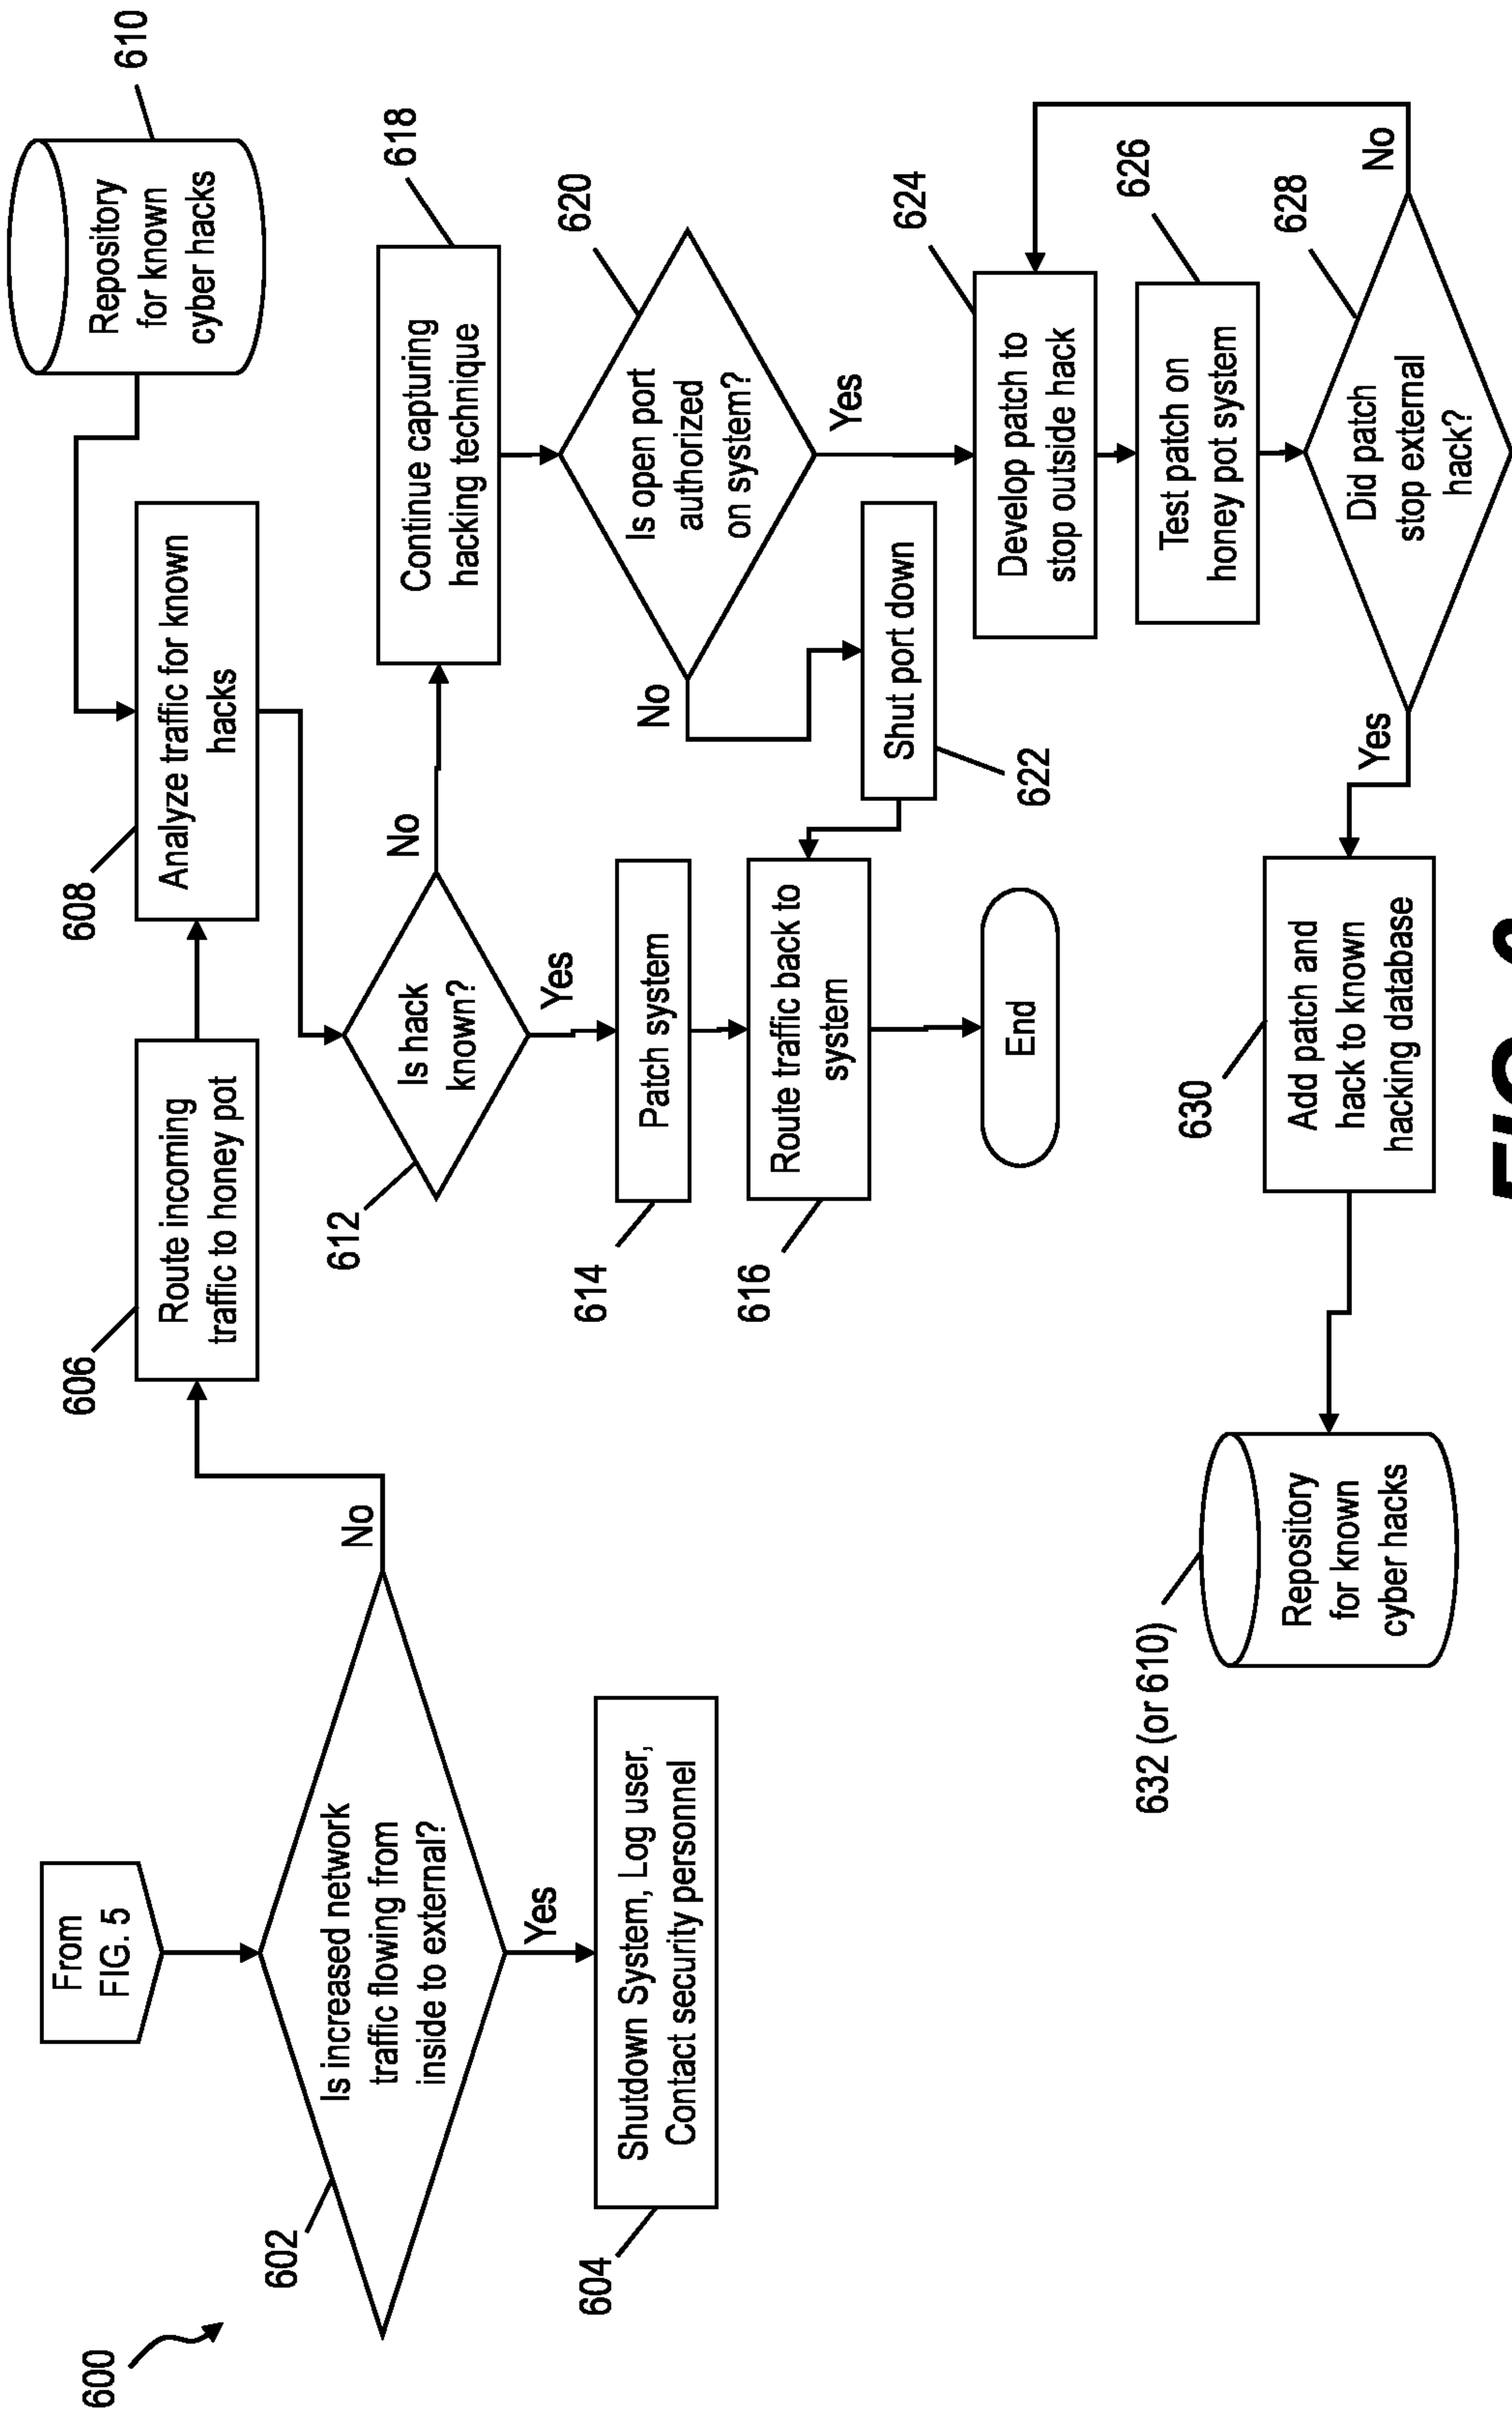 600
From
FIG. 5
602
Is increased network
traffic flowing from
inside to external?
No
Yes
604
Shutdown System, Log user,
Contact security personnel
606
Route incoming
traffic to honey pot
608
Analyze traffic for known
hacks
610
Repository
for known
cyber hacks
612
Is hack
known?
No
Yes
614
Patch system
616
Route traffic back to
system
End
618
Continue capturing
hacking technique
620
Is open port
authorized
on system?
No
Yes
622
Shut port down
624
Develop patch to
stop outside hack
626
Test patch on
honey pot system
628
Did patch
stop external
hack?
No
Yes
630
Add patch and
hack to known
hacking database
632 (or 610)
Repository
for known
cyber hacks